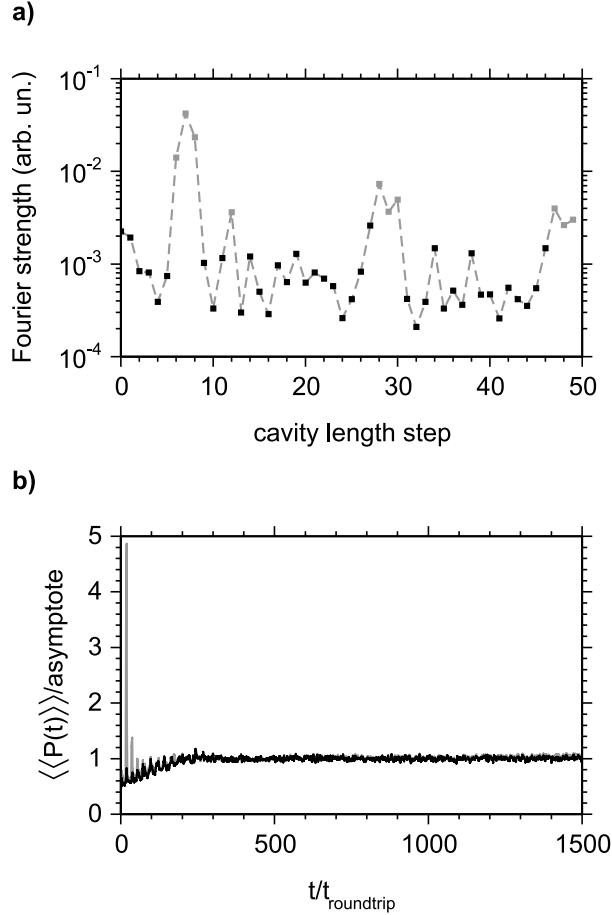 a)
Fourier strength (arb. un.)
10⁻¹
10⁻²
10⁻³
10⁻⁴
0 10 20 30 40 50
cavity length step
b)
⟨⟨P(t)⟩⟩/asymptote
5
4
3
2
1
0
0 500 1000 1500
t/t_roundtrip